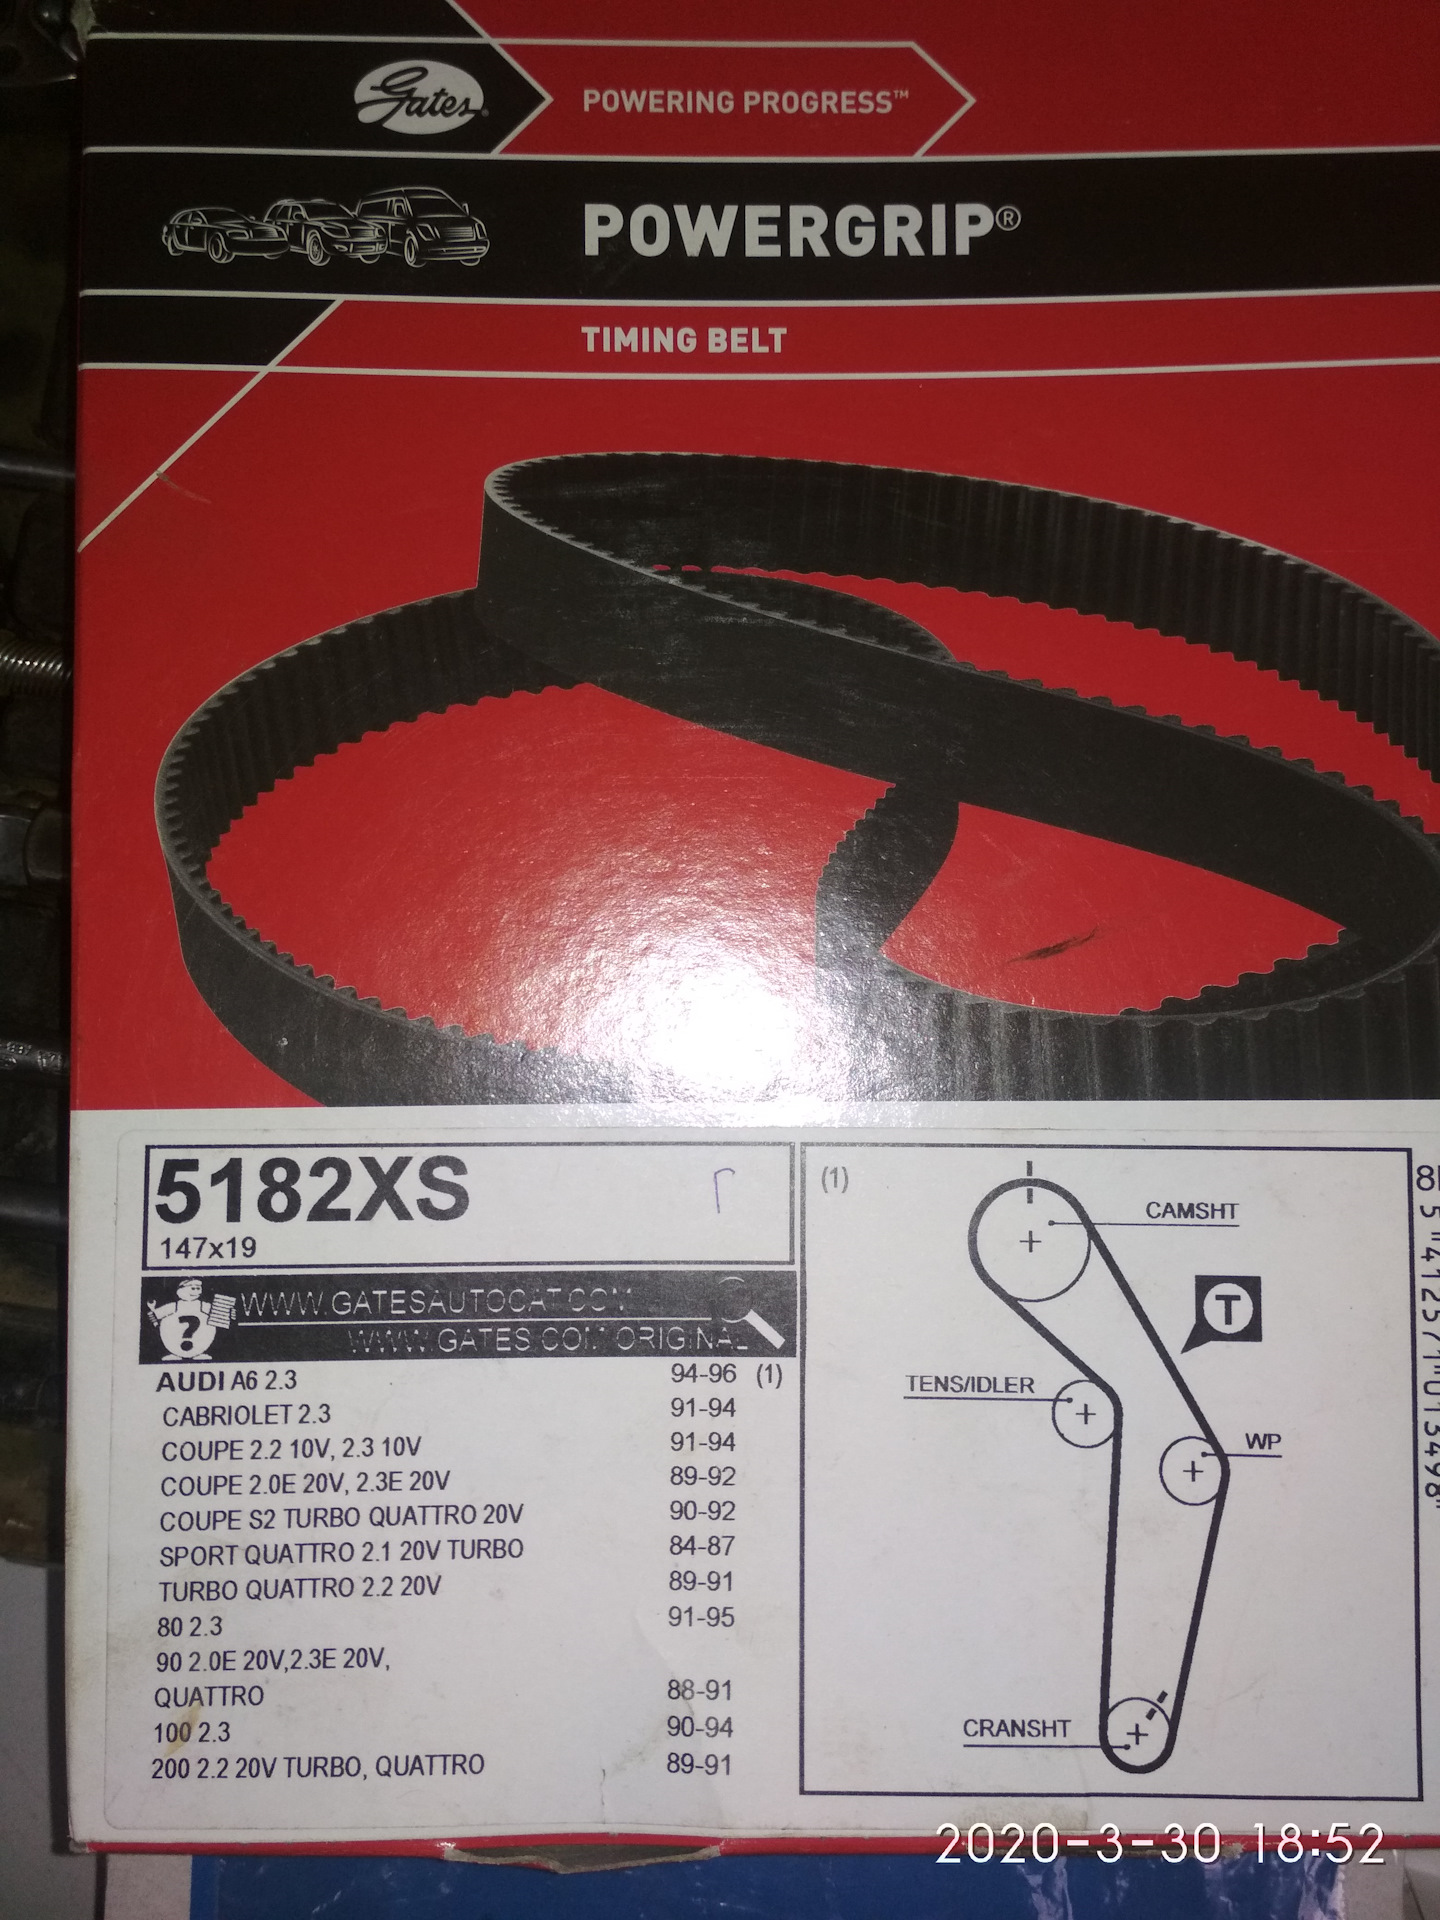 Gates
POWERING PROGRESS™
POWERGRIP®
TIMING BELT
5182XS
147x19
WWW.GATESAUTOCAT.COM
WWW.GATES.COM ORIGINAL
AUDI A6 2.3 94-96 (1)
CABRIOLET 2.3 91-94
COUPE 2.2 10V, 2.3 10V 91-94
COUPE 2.0E 20V, 2.3E 20V 89-92
COUPE S2 TURBO QUATTRO 20V 90-92
SPORT QUATTRO 2.1 20V TURBO 84-87
TURBO QUATTRO 2.2 20V 89-91
80 2.3 91-95
90 2.0E 20V,2.3E 20V,
QUATTRO 88-91
100 2.3 90-94
200 2.2 20V TURBO, QUATTRO 89-91
(1)
CAMSHT
T
TENS/IDLER
WP
CRANSHT
2020-3-30 18:52